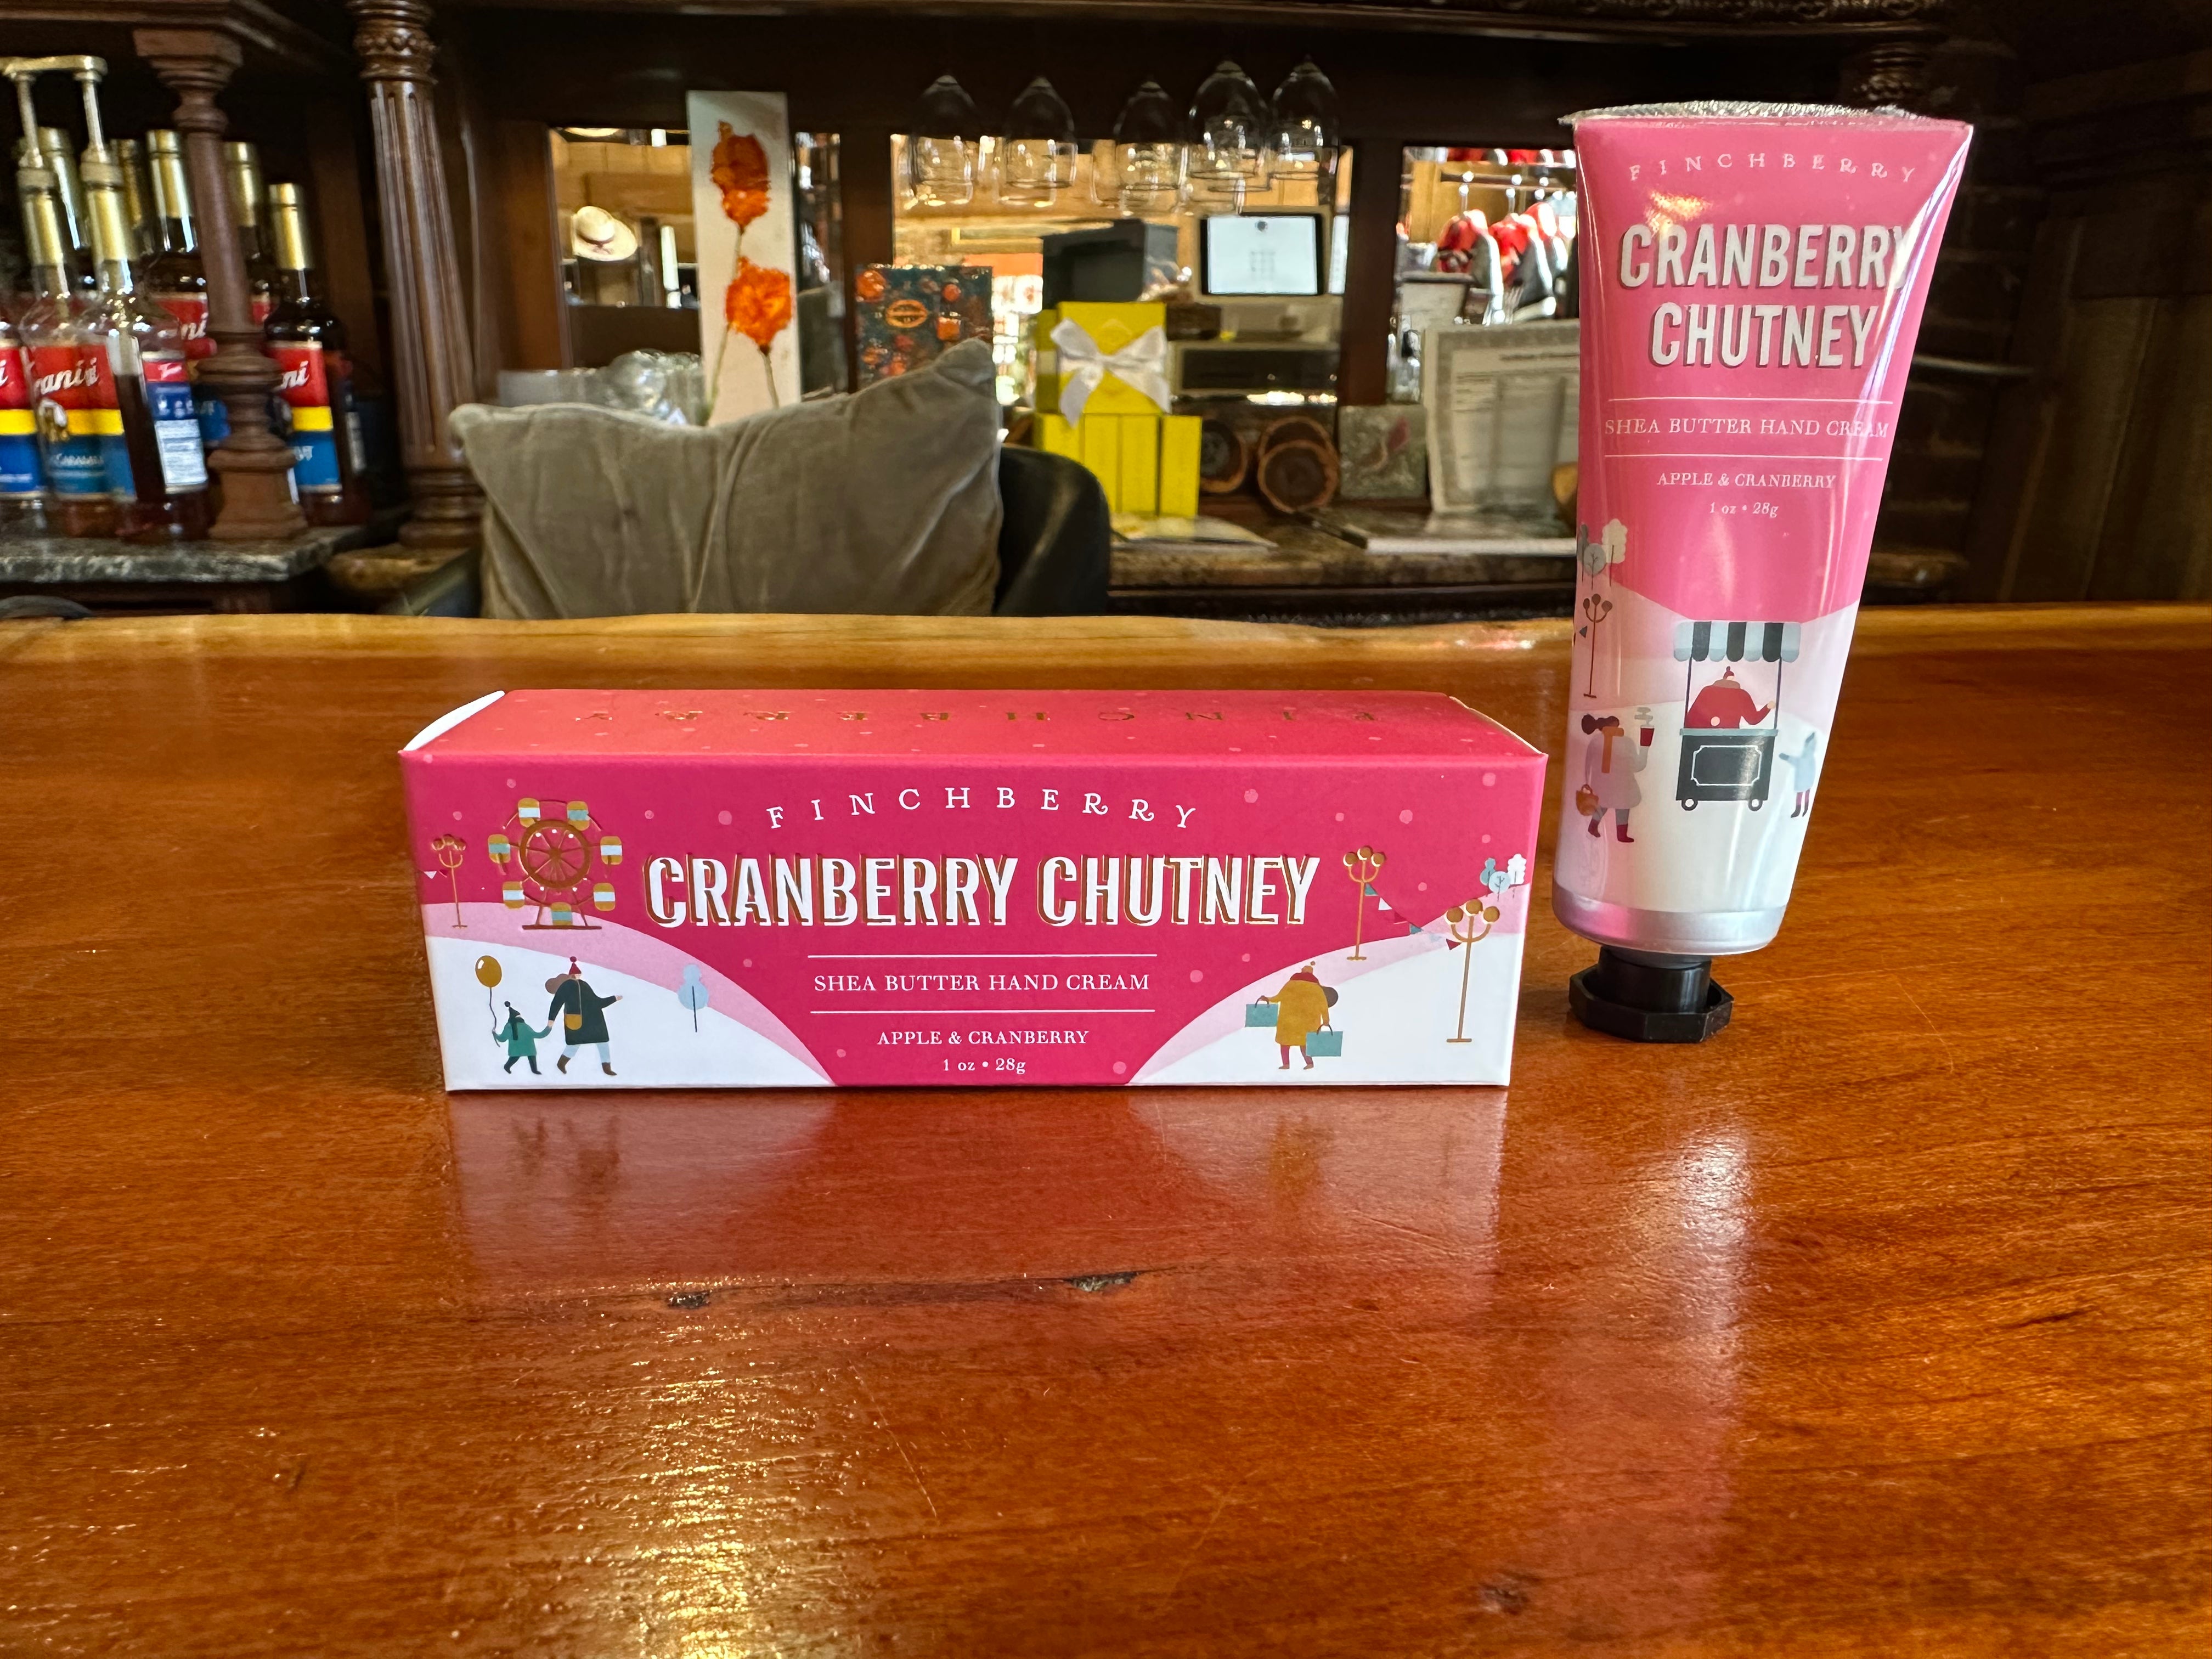 FINCHBERRY
CRANBERRY CHUTNEY
SHEA BUTTER HAND CREAM
APPLE & CRANBERRY
1 oz • 28g
FINCHBERRY
FINCHBERRY
CRANBERRY
CHUTNEY
SHEA BUTTER HAND CREAM
APPLE & CRANBERRY
1 oz • 28g